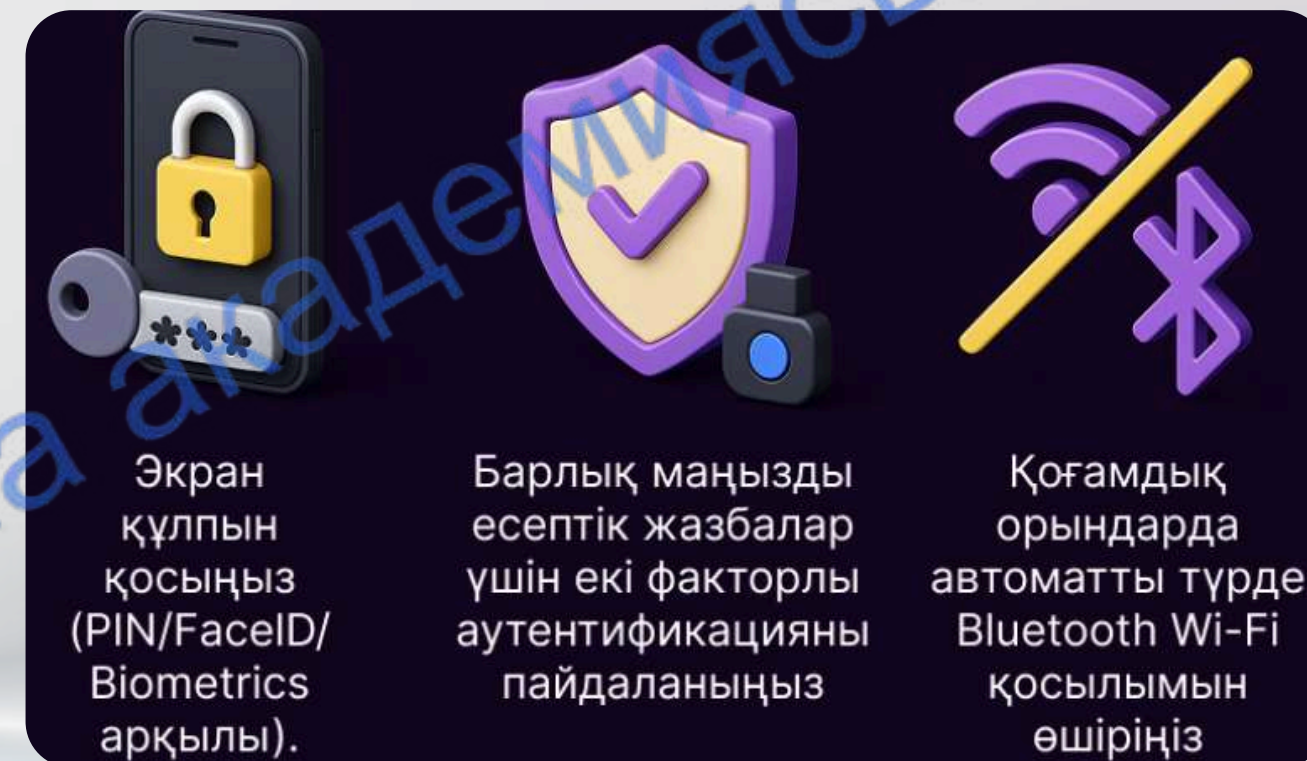 Экран
құлпын
қосыңыз
(PIN/FaceID/
Biometrics
арқылы).
Барлық маңызды
есептік жазбалар
үшін екі факторлы
аутентификацияны
пайдаланыңыз
Қоғамдық
орындарда
автоматты түрде
Bluetooth Wi-Fi
қосылымын
өшіріңіз
***
академиясы